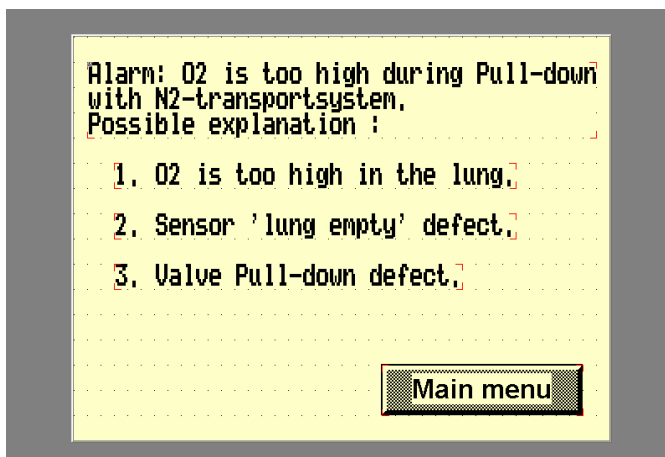 Alarm: O2 is too high during Pull-down
with N2-transportsystem.
Possible explanation :
1. O2 is too high in the lung.
2. Sensor 'lung empty' defect.
3. Valve Pull-down defect.
Main menu